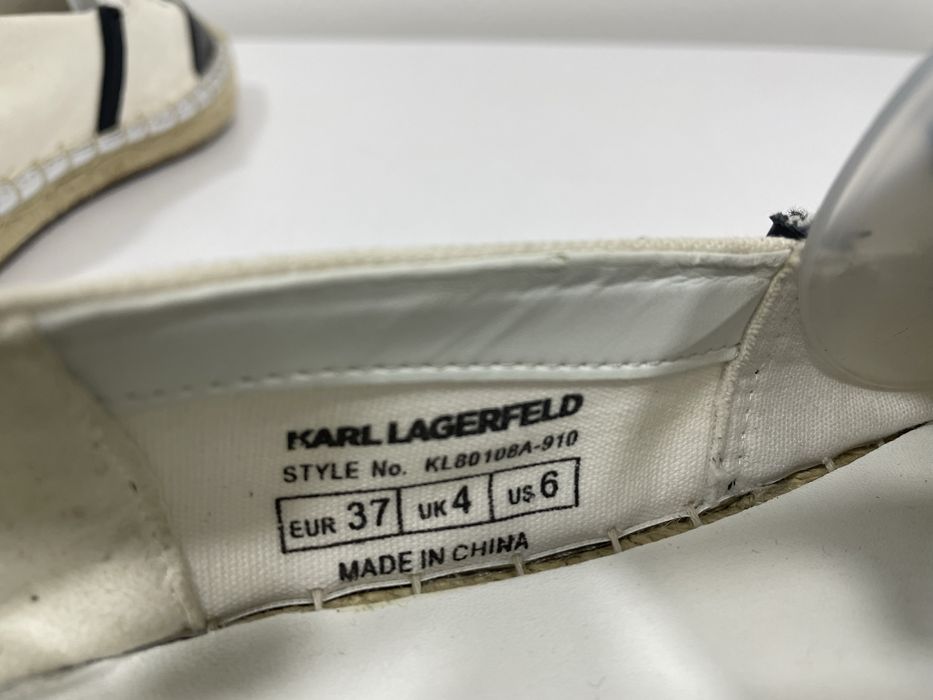 KARL LAGERFELD
STYLE No. KL80108A-910
EUR 37 UK 4 US 6
MADE IN CHINA